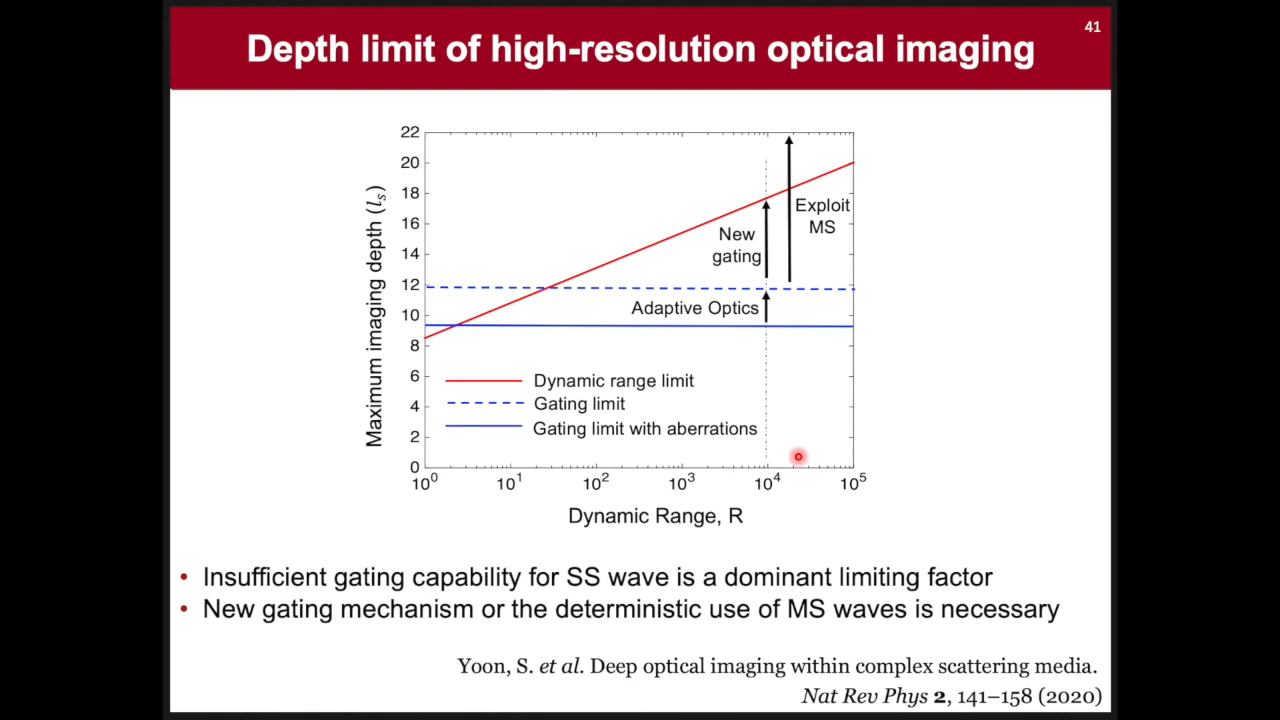 41
Depth limit of high-resolution optical imaging
22
20
18
16
14
12
10
8
6
4
2
0
Maximum imaging depth (lₛ)
New
gating
Exploit
MS
Adaptive Optics
Dynamic range limit
Gating limit
Gating limit with aberrations
10⁰ 10¹ 10² 10³ 10⁴ 10⁵
Dynamic Range, R
• Insufficient gating capability for SS wave is a dominant limiting factor
• New gating mechanism or the deterministic use of MS waves is necessary
Yoon, S. et al. Deep optical imaging within complex scattering media.
Nat Rev Phys 2, 141–158 (2020)